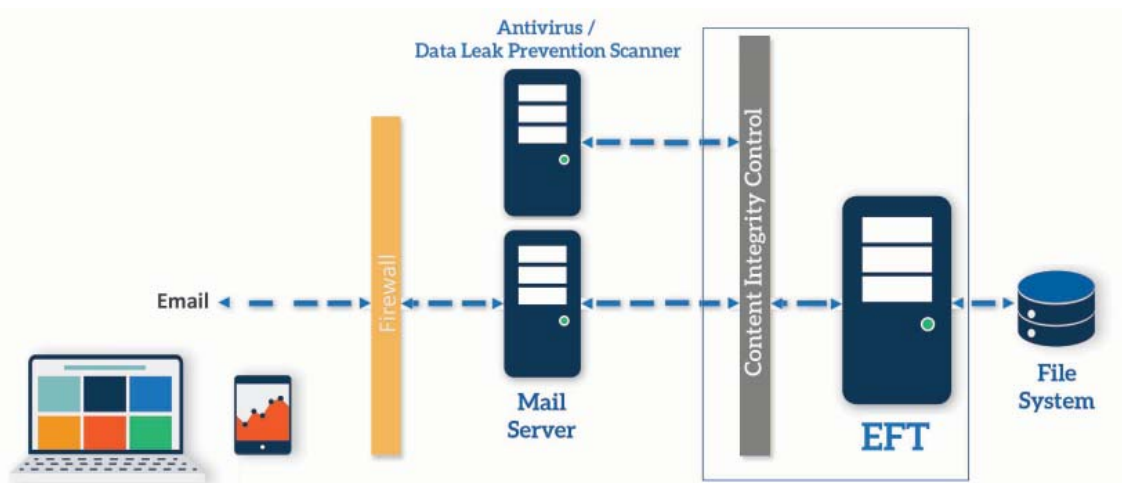 Antivirus /
Data Leak Prevention Scanner
Content Integrity Control
Firewall
Email
Mail
Server
EFT
File
System